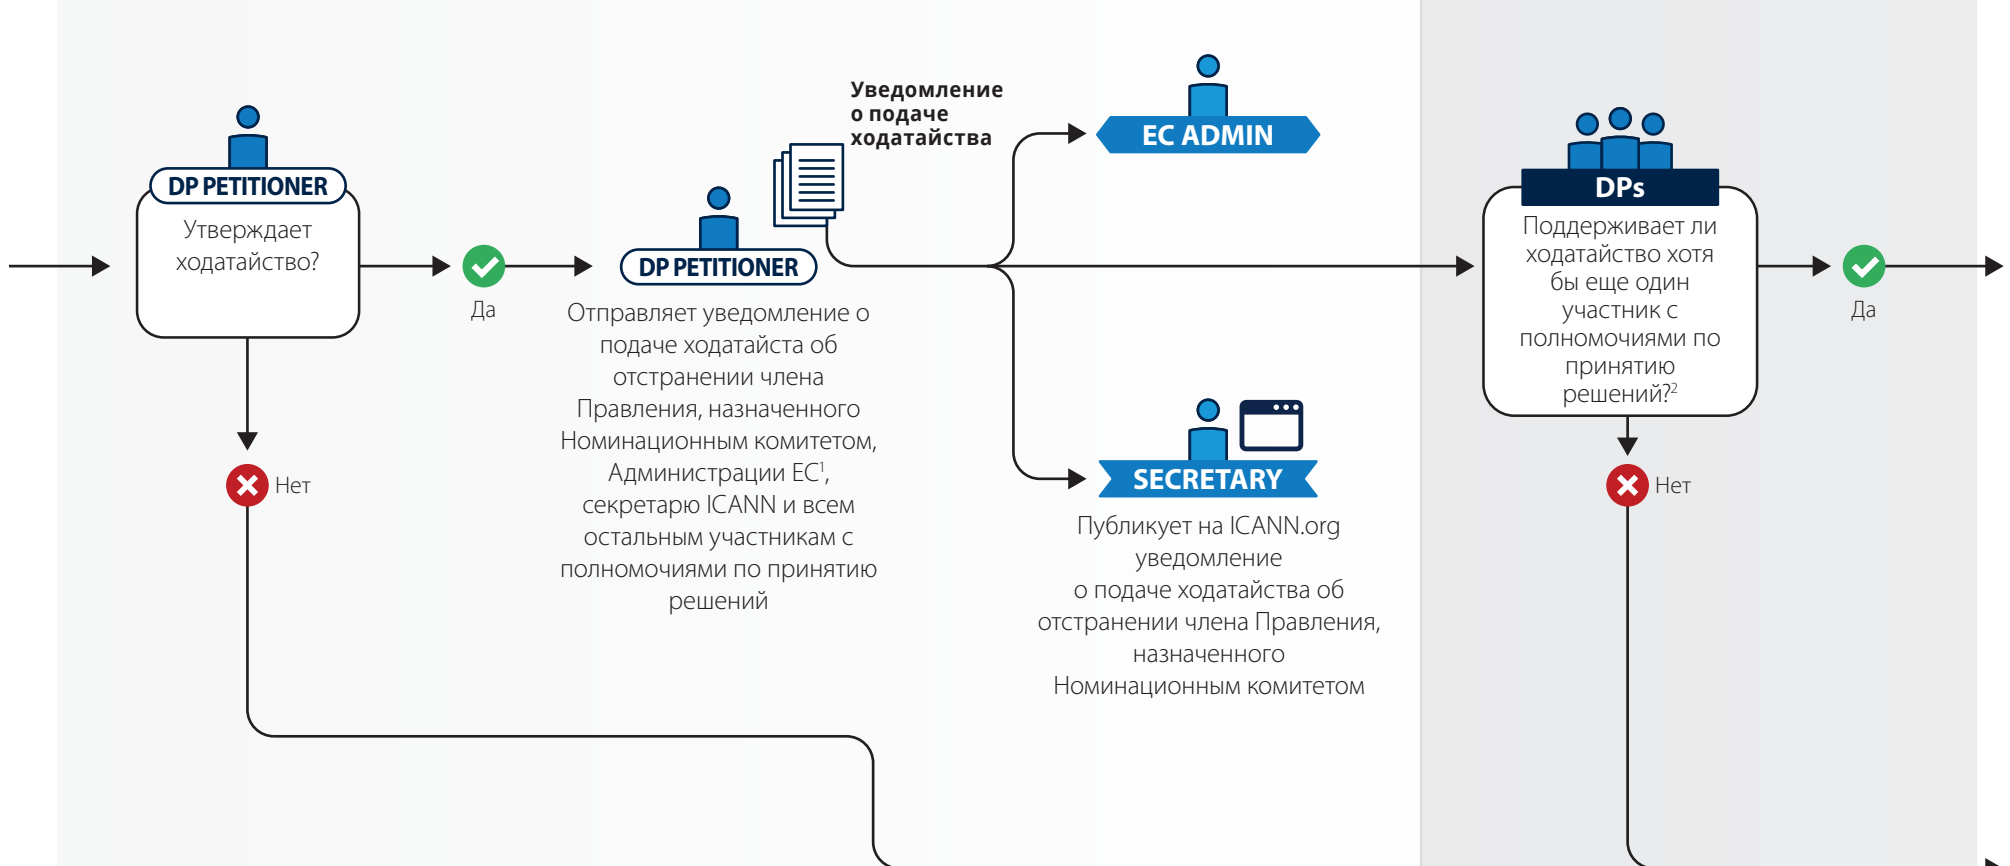 DP PETITIONER
Утверждает
ходатайство?
Да
Нет
DP PETITIONER
Отправляет уведомление о
подаче ходатайста об
отстранении члена
Правления, назначенного
Номинационным комитетом,
Администрации EC¹,
секретарю ICANN и всем
остальным участникам с
полномочиями по принятию
решений
Уведомление
о подаче
ходатайства
EC ADMIN
SECRETARY
Публикует на ICANN.org
уведомление
о подаче ходатайства об
отстранении члена Правления,
назначенного
Номинационным комитетом
DPs
Поддерживает ли
ходатайство хотя
бы еще один
участник с
полномочиями по
принятию
решений?²
Да
Нет